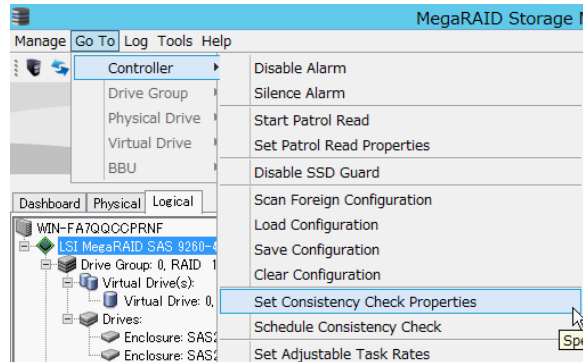 MegaRAID Storage
Manage Go To Log Tools Help
Controller
Drive Group
Physical Drive
Virtual Drive
BBU
Disable Alarm
Silence Alarm
Start Patrol Read
Set Patrol Read Properties
Disable SSD Guard
Scan Foreign Configuration
Load Configuration
Save Configuration
Clear Configuration
Set Consistency Check Properties
Schedule Consistency Check
Set Adjustable Task Rates
Dashboard Physical Logical
WIN-FA7QQCCPRNF
LSI MegaRAID SAS 9260-4
Drive Group: 0, RAID 1
Virtual Drive(s):
Virtual Drive: 0,
Drives:
Enclosure: SAS2
Enclosure: SAS2